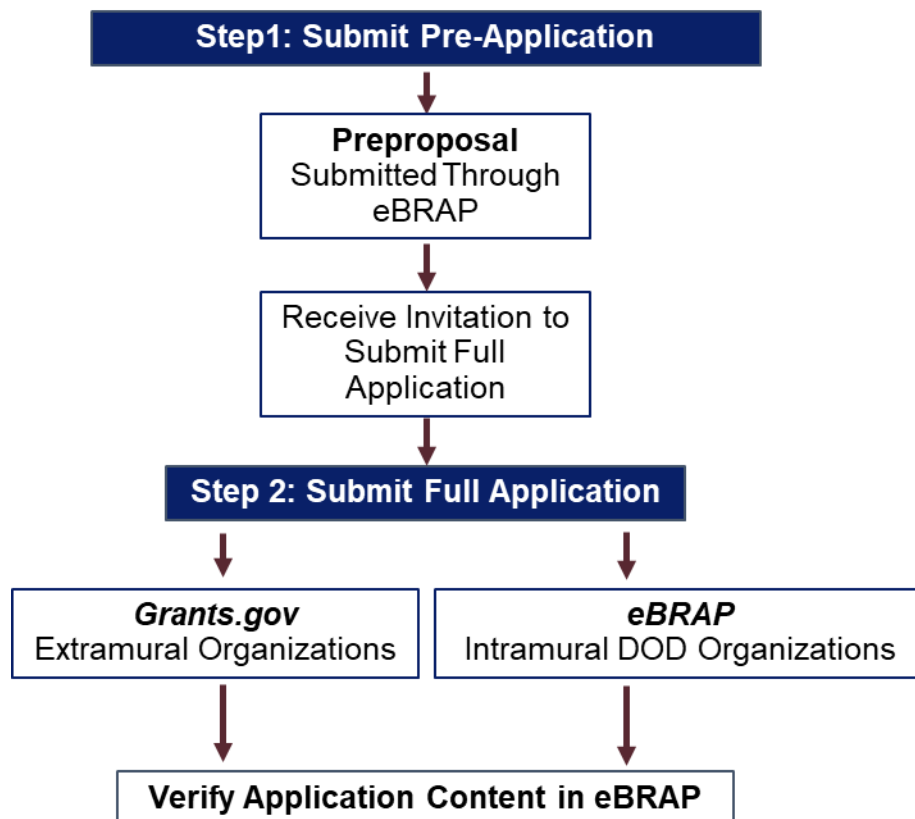 Step1: Submit Pre-Application
Preproposal
Submitted Through
eBRAP
Receive Invitation to
Submit Full
Application
Step 2: Submit Full Application
Grants.gov
Extramural Organizations
eBRAP
Intramural DOD Organizations
Verify Application Content in eBRAP